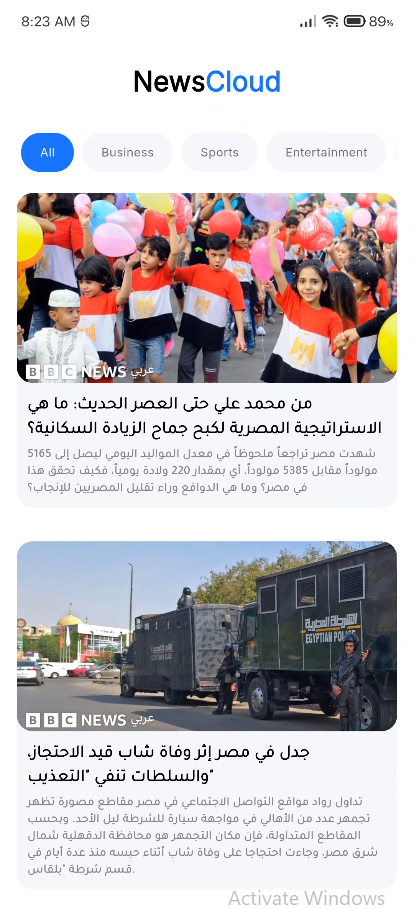 8:23 AM
89%
NewsCloud
All
Business
Sports
Entertainment
BBC NEWS عربي
من محمد علي حتى العصر الحديث: ما هي
الاستراتيجية المصرية لكبح جماح الزيادة السكانية؟
شهدت مصر تراجعاً ملحوظاً في معدل المواليد اليومي ليصل إلى 5165
مولوداً مقابل 5385 مولوداً، أي بمقدار 220 ولادة يومياً، فكيف تحقق هذا
في مصر؟ وما هي الدوافع وراء تقليل المصريين للإنجاب؟
الشرطة المصرية
EGYPTIAN POLICE
BBC NEWS عربي
جدل في مصر إثر وفاة شاب قيد الاحتجاز،
والسلطات تنفي "التعذيب"
تداول رواد مواقع التواصل الاجتماعي في مصر مقاطع مصورة تظهر
تجمهر عدد من الأهالي في مواجهة سيارة للشرطة ليل الأحد. وبحسب
المقاطع المتداولة، فإن مكان التجمهر هو محافظة الدقهلية شمال
شرق مصر، وجاءت احتجاجا على وفاة شاب أثناء حبسه منذ عدة أيام في
قسم شرطة "بلقاس.
Activate Windows